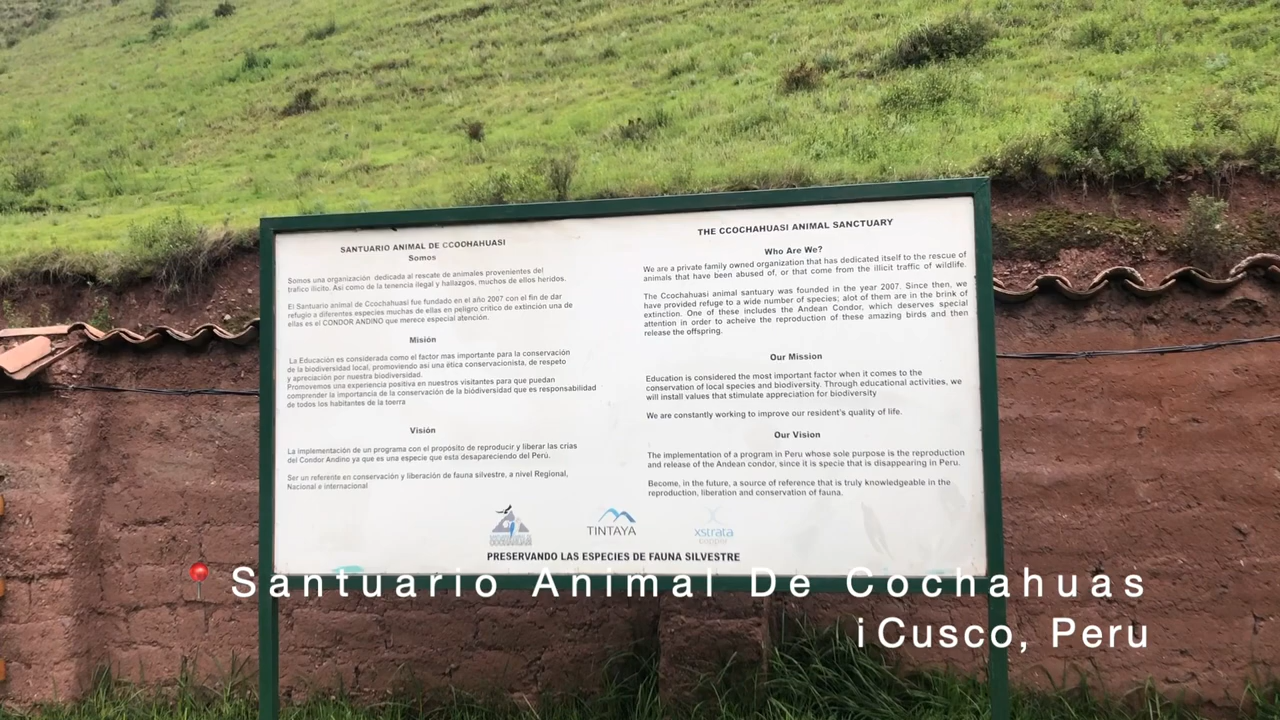 SANTUARIO ANIMAL DE CCOCHAHUASI
Somos
Somos una organización dedicada al rescate de animales provenientes del
trafico ilicito. Asi como de la tenencia ilegal y hallazgos, muchos de ellos heridos.
El Santuario animal de Ccochahuasi fue fundado en el año 2007 con el fin de dar
refugio a diferentes especies muchas de ellas en peligro critico de extinción una de
ellas es el CONDOR ANDINO que merece especial atención.
Misión
La Educación es considerada como el factor mas importante para la conservación
de la biodiversidad local, promoviendo asi una ética conservacionista, de respeto
y apreciación por nuestra biodiversidad.
Promovemos una experiencia positiva en nuestros visitantes para que puedan
comprender la importancia de la conservación de la biodiversidad que es responsabilidad
de todos los habitantes de la toerra
Visión
La implementación de un programa con el propósito de reproducir y liberar las crias
del Condor Andino ya que es una especie que esta desapareciendo del Perú.
Ser un referente en conservación y liberación de fauna silvestre, a nivel Regional,
Nacional e internacional
THE CCOCHAHUASI ANIMAL SANCTUARY
Who Are We?
We are a private family owned organization that has dedicated itself to the rescue of
animals that have been abused of, or that come from the illicit traffic of wildlife.
The Ccochahuasi animal santuary was founded in the year 2007. Since then, we
have provided refuge to a wide number of species; alot of them are in the brink of
extinction. One of these includes the Andean Condor, which deserves special
attention in order to acheive the reproduction of these amazing birds and then
release the offspring.
Our Mission
Education is considered the most important factor when it comes to the
conservation of local species and biodiversity. Through educational activities, we
will install values that stimulate appreciation for biodiversity
We are constantly working to improve our resident's quality of life.
Our Vision
The implementation of a program in Peru whose sole purpose is the reproduction
and release of the Andean condor, since it is specie that is disappearing in Peru.
Become, in the future, a source of reference that is truly knowledgeable in the
reproduction, liberation and conservation of fauna.
TINTAYA
xstrata
copper
PRESERVANDO LAS ESPECIES DE FAUNA SILVESTRE
Santuario Animal De Cochahuas
i Cusco, Peru